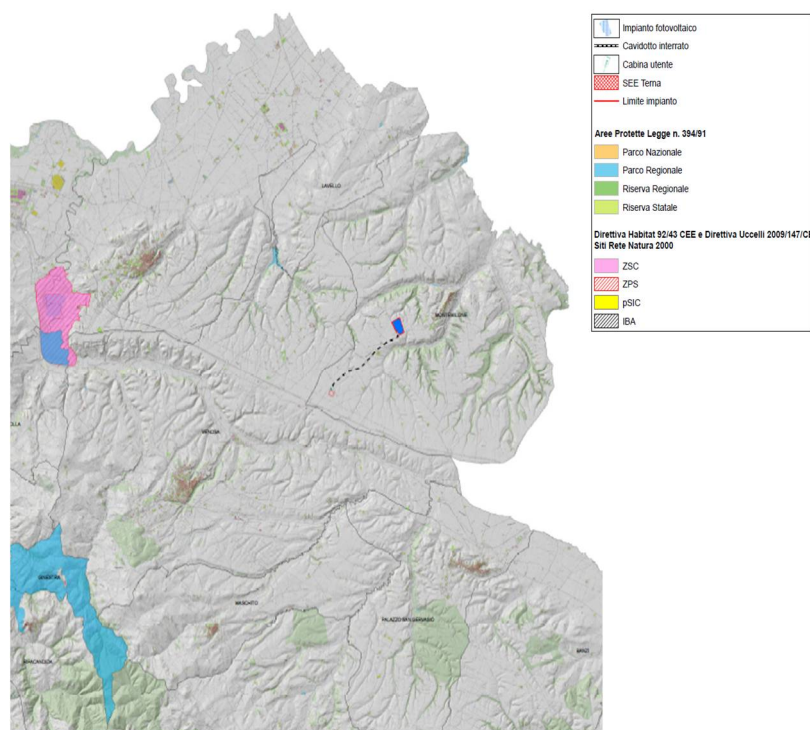 Impianto fotovoltaico
Cavidotto interrato
Cabina utente
SEE Terna
Limite impianto
Aree Protette Legge n. 394/91
Parco Nazionale
Parco Regionale
Riserva Regionale
Riserva Statale
Direttiva Habitat 92/43 CEE e Direttiva Uccelli 2009/147/CE
Siti Rete Natura 2000
ZSC
ZPS
pSIC
IBA
LAVELLO
MONTEMILONE
VENOSA
GINESTRA
MASCHITO
PALAZZO SAN GERVASIO
BANZI